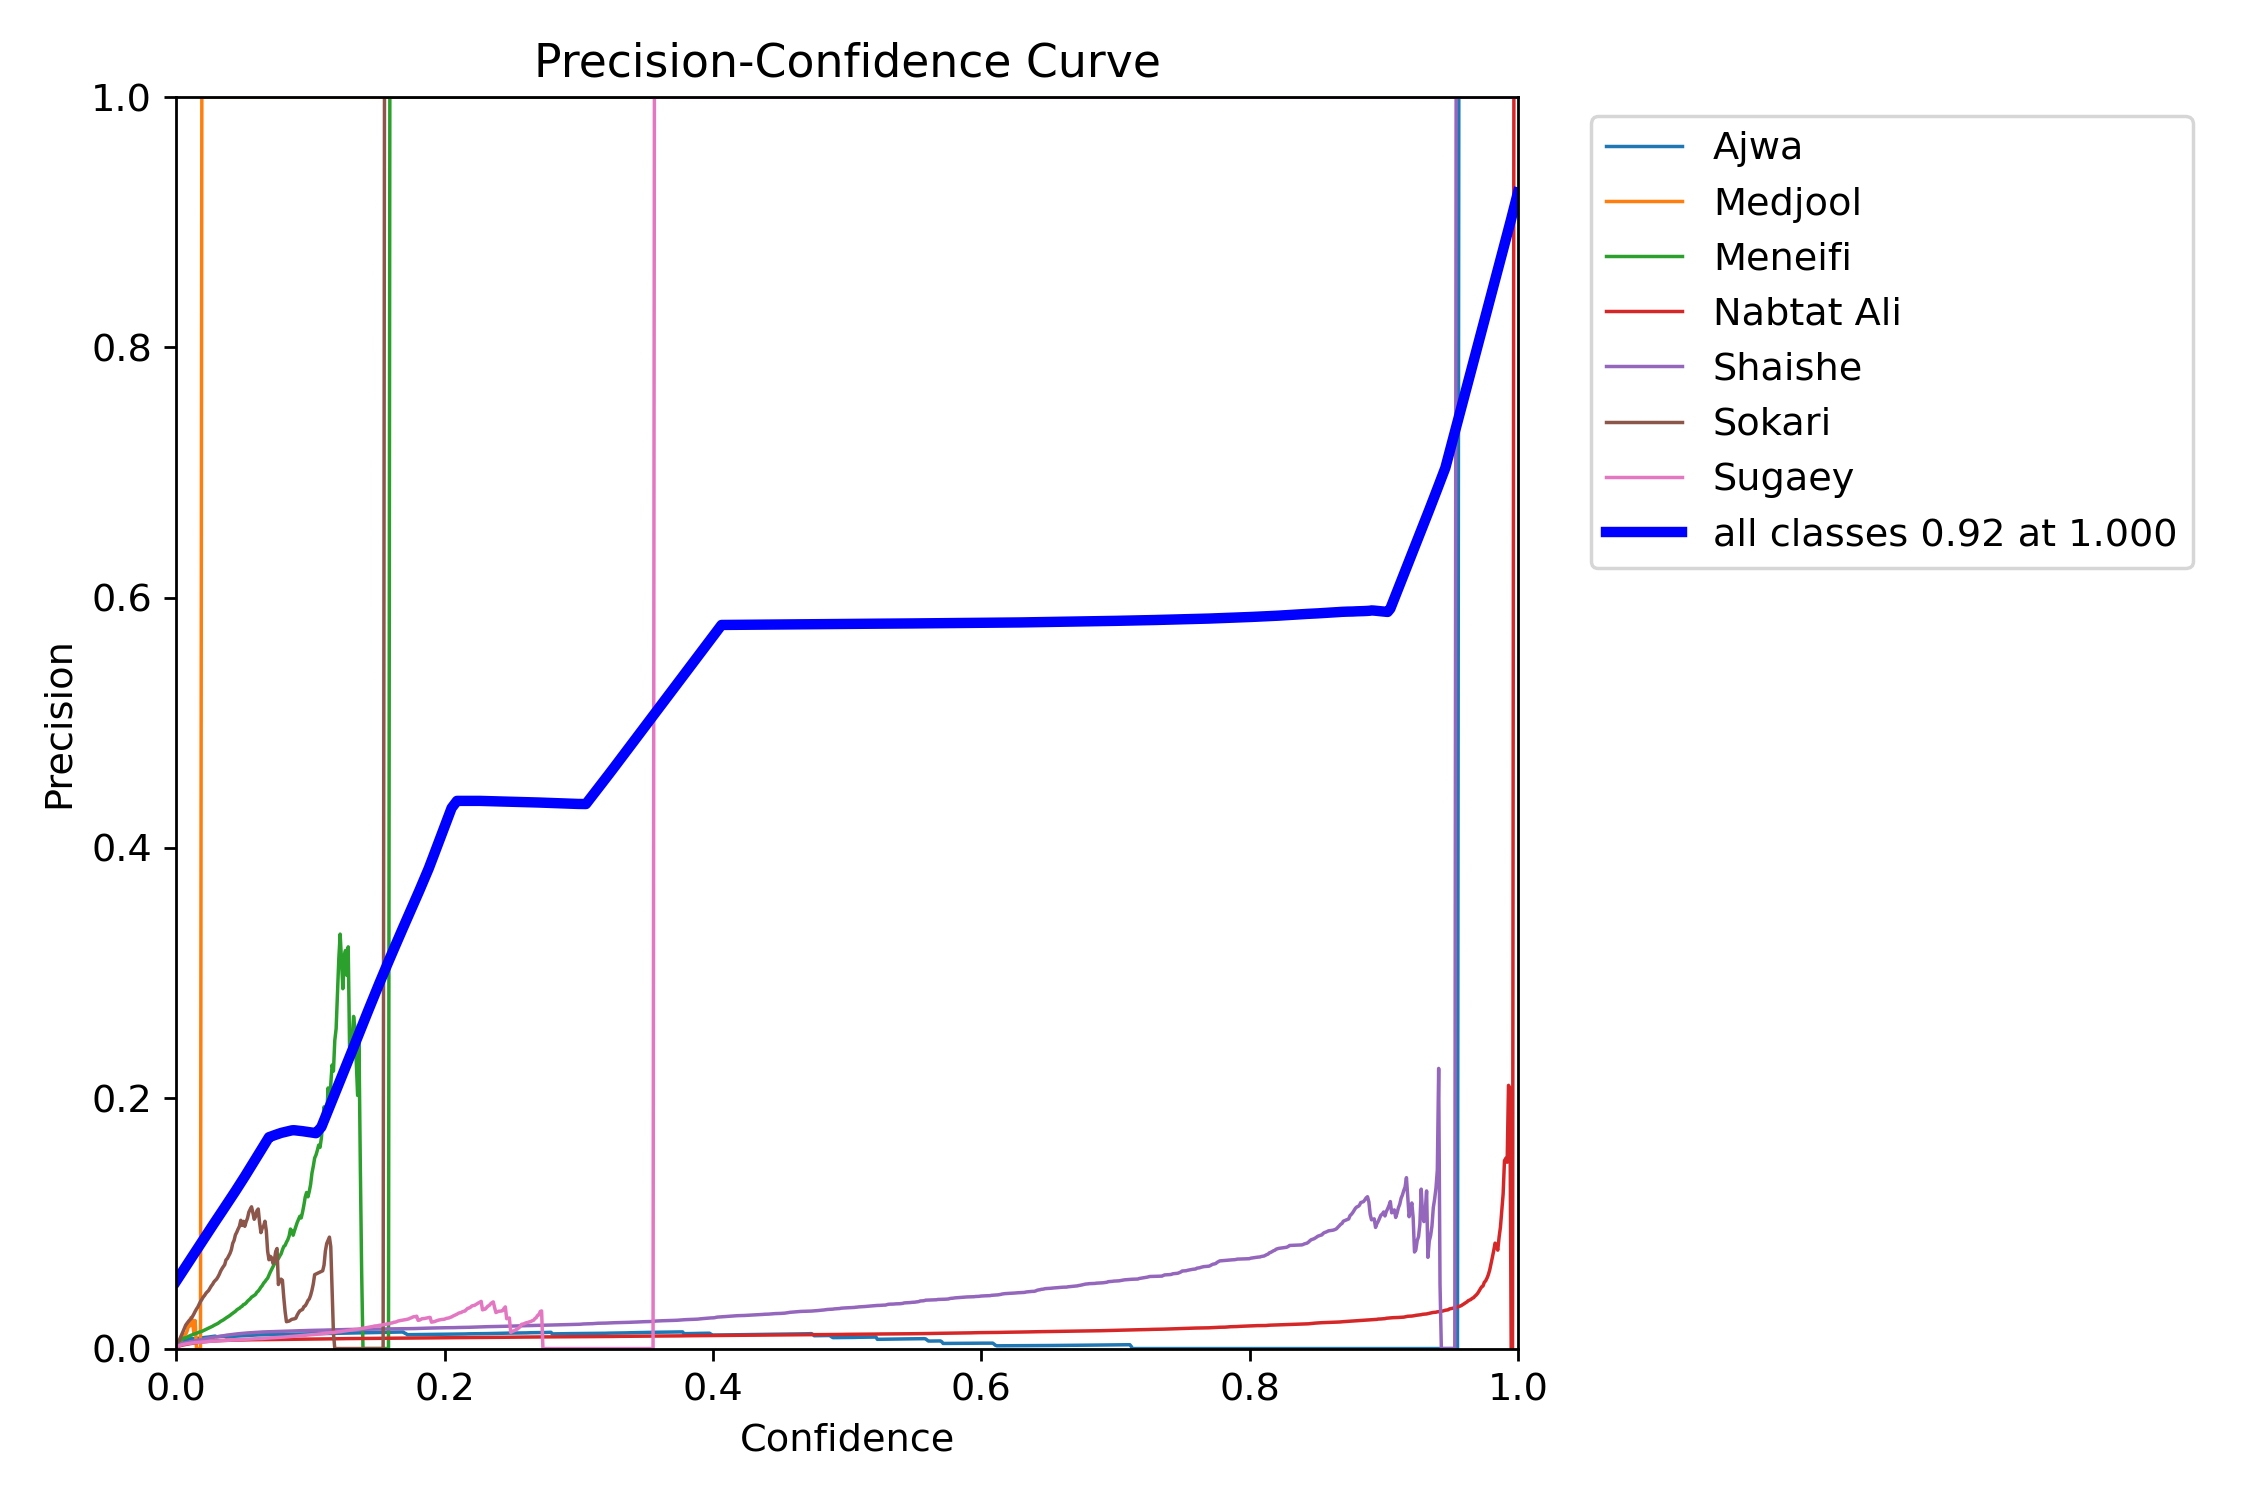 Precision-Confidence Curve
1.0
0.8
0.6
0.4
0.2
0.0
Precision
0.0 0.2 0.4 0.6 0.8 1.0
Confidence
Ajwa
Medjool
Meneifi
Nabtat Ali
Shaishe
Sokari
Sugaey
all classes 0.92 at 1.000